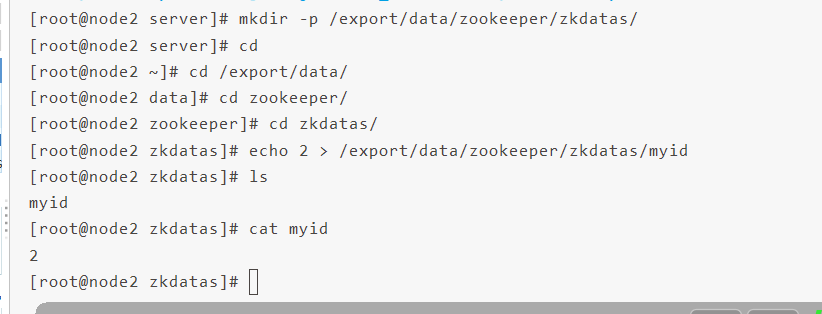 [root@node2 server]# mkdir -p /export/data/zookeeper/zkdatas/
[root@node2 server]# cd
[root@node2 ~]# cd /export/data/
[root@node2 data]# cd zookeeper/
[root@node2 zookeeper]# cd zkdatas/
[root@node2 zkdatas]# echo 2 > /export/data/zookeeper/zkdatas/myid
[root@node2 zkdatas]# ls
myid
[root@node2 zkdatas]# cat myid
2
[root@node2 zkdatas]#